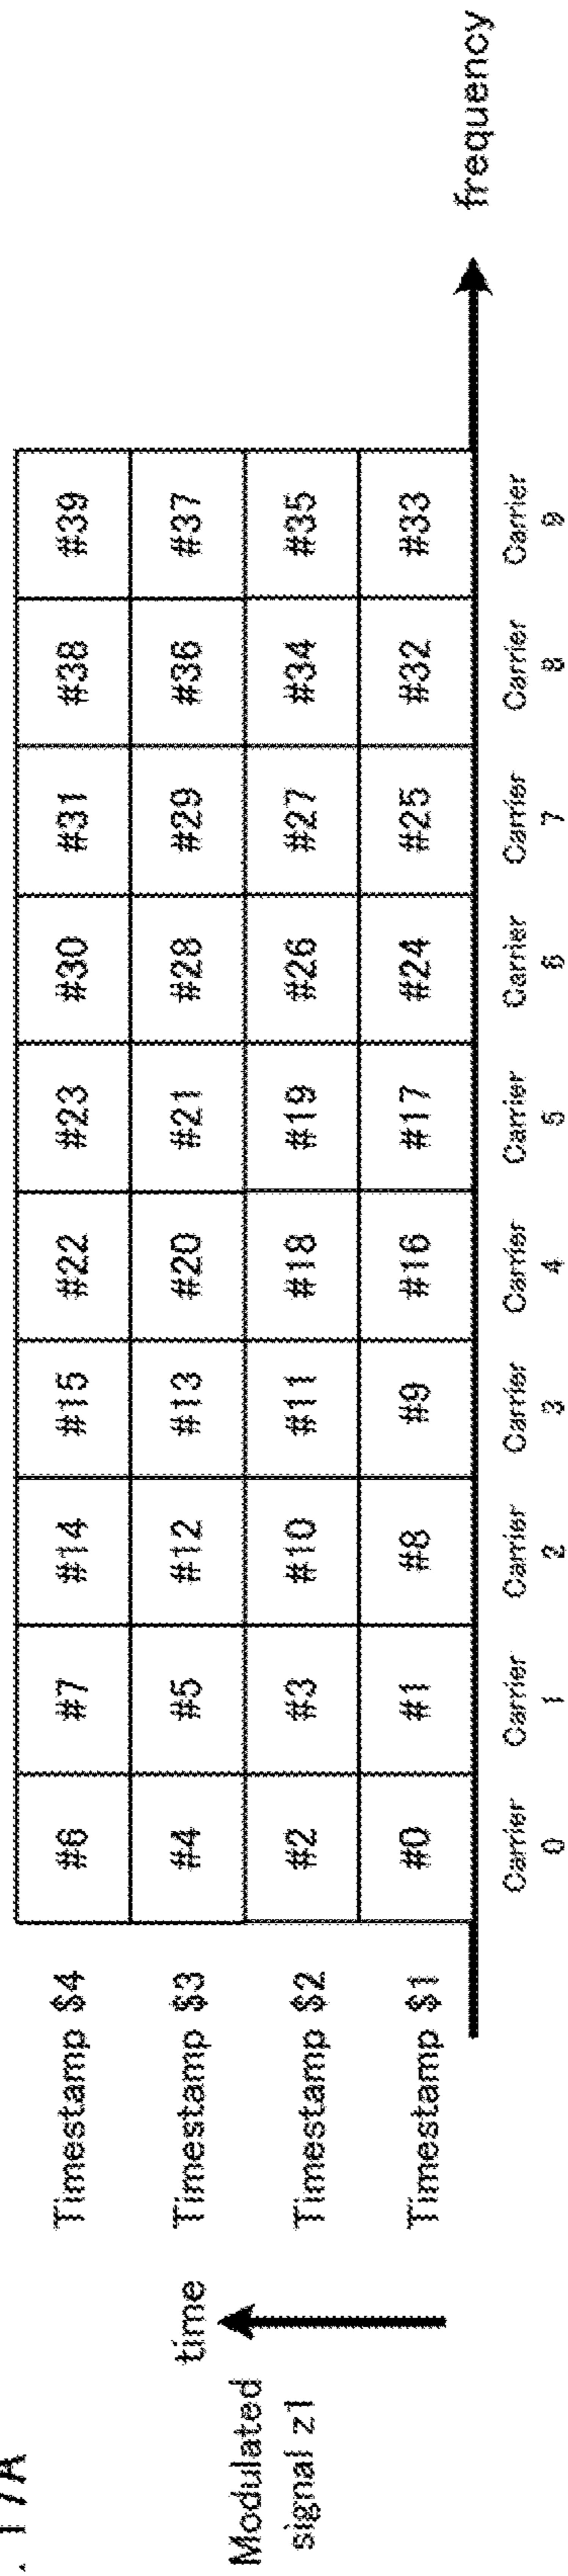 . 17A
Modulated
signal z1
time
Timestamp $4 #6 #7 #14 #15 #22 #23 #30 #31 #38 #39
Timestamp $3 #4 #5 #12 #13 #20 #21 #28 #29 #36 #37
Timestamp $2 #2 #3 #10 #11 #18 #19 #26 #27 #34 #35
Timestamp $1 #0 #1 #8 #9 #16 #17 #24 #25 #32 #33
Carrier Carrier Carrier Carrier Carrier Carrier Carrier Carrier Carrier Carrier
0 1 2 3 4 5 6 7 8 9
frequency